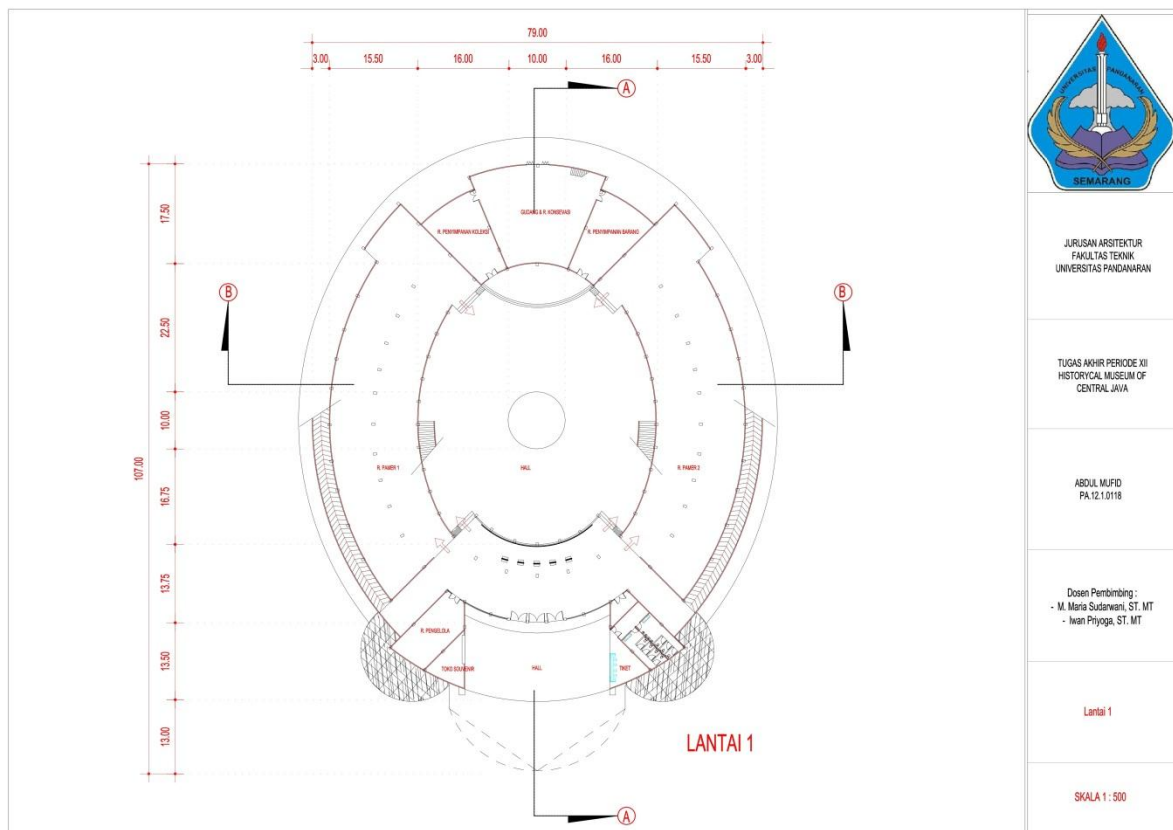 79.00
3.00 15.50 16.00 10.00 16.00 15.50 3.00
A
17.50
22.50
10.00
16.75
13.75
13.50
13.00
107.00
GUDANG & R. KONSEVASI
R. PENYIMPANAN KOLEKSI
R. PENYIMPANAN BARANG
B
B
R. PAMER 1
HALL
R. PAMER 2
R. PENGELOLA
TOKO SOUVENIR
HALL
TIKET
LANTAI 1
A
UNIVERSITAS PANDANARAN
SEMARANG
JURUSAN ARSITEKTUR
FAKULTAS TEKNIK
UNIVERSITAS PANDANARAN
TUGAS AKHIR PERIODE XII
HISTORYCAL MUSEUM OF
CENTRAL JAVA
ABDUL MUFID
PA.12.1.0118
Dosen Pembimbing :
- M. Maria Sudarwani, ST. MT
- Iwan Priyoga, ST. MT
Lantai 1
SKALA 1 : 500